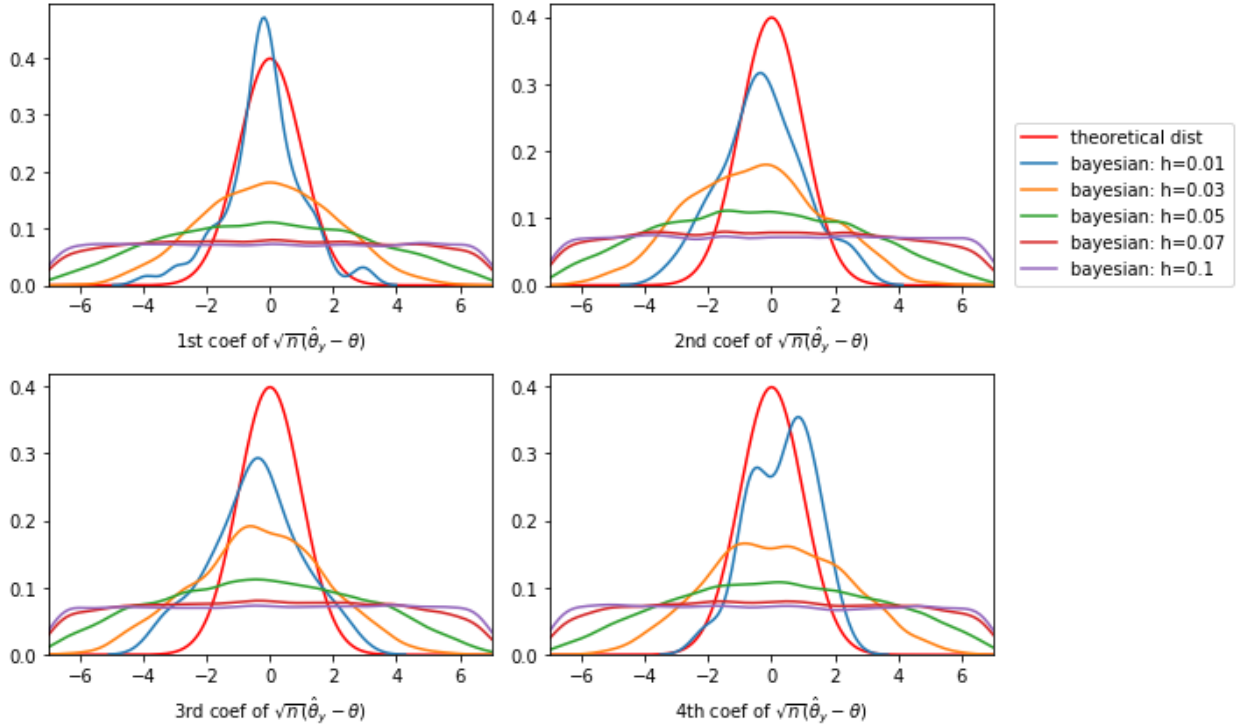 0.4
0.3
0.2
0.1
0.0
−6 −4 −2 0 2 4 6
1st coef of √n(θ̂y − θ)
0.4
0.3
0.2
0.1
0.0
−6 −4 −2 0 2 4 6
2nd coef of √n(θ̂y − θ)
theoretical dist
bayesian: h=0.01
bayesian: h=0.03
bayesian: h=0.05
bayesian: h=0.07
bayesian: h=0.1
0.4
0.3
0.2
0.1
0.0
−6 −4 −2 0 2 4 6
3rd coef of √n(θ̂y − θ)
0.4
0.3
0.2
0.1
0.0
−6 −4 −2 0 2 4 6
4th coef of √n(θ̂y − θ)